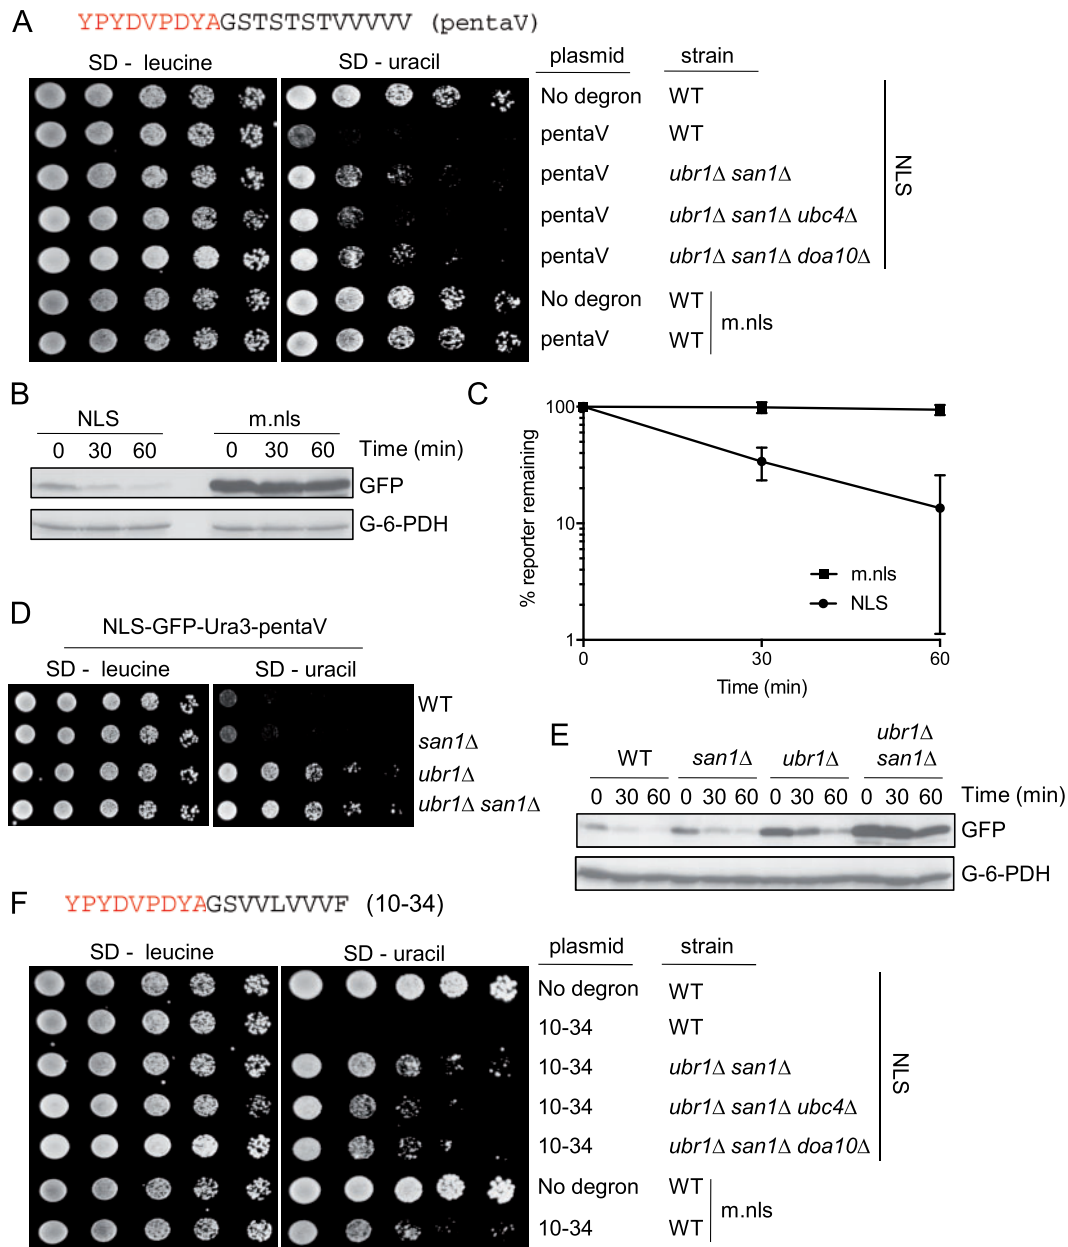 A
YPYDVPDYAGSTSTSTVVVVV (pentaV)
SD - leucine SD - uracil plasmid strain
No degron WT
pentaV WT
pentaV ubr1Δ san1Δ
pentaV ubr1Δ san1Δ ubc4Δ
pentaV ubr1Δ san1Δ doa10Δ
NLS
No degron WT
pentaV WT
m.nls
B
NLS m.nls
0 30 60 0 30 60 Time (min)
GFP
G-6-PDH
C
% reporter remaining
100
10
1
0 30 60
Time (min)
m.nls
NLS
D
NLS-GFP-Ura3-pentaV
SD - leucine SD - uracil
WT
san1Δ
ubr1Δ
ubr1Δ san1Δ
E
WT san1Δ ubr1Δ ubr1Δ
san1Δ
0 30 60 0 30 60 0 30 60 0 30 60 Time (min)
GFP
G-6-PDH
F
YPYDVPDYAGSVVLVVVF (10-34)
SD - leucine SD - uracil plasmid strain
No degron WT
10-34 WT
10-34 ubr1Δ san1Δ
10-34 ubr1Δ san1Δ ubc4Δ
10-34 ubr1Δ san1Δ doa10Δ
NLS
No degron WT
10-34 WT
m.nls